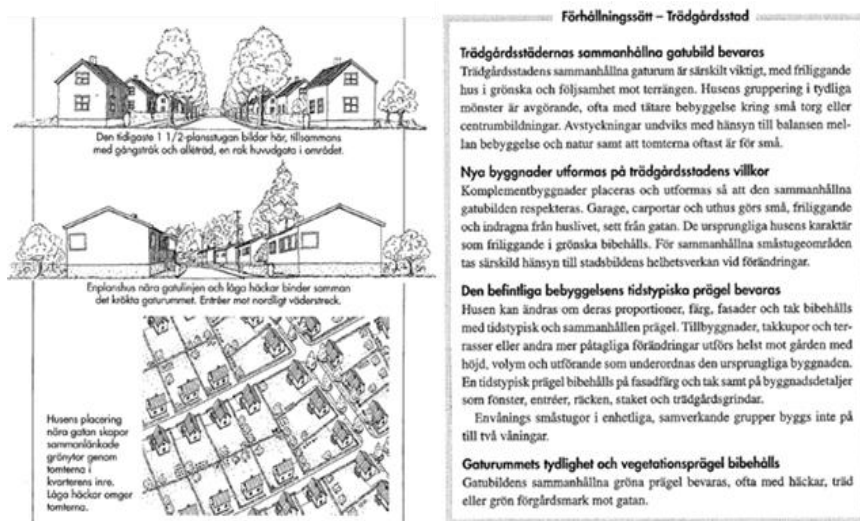 Den tidigaste 1 1/2-plansstugan bildar här, tillsammans
med gångstråk och alléträd, en rak huvudgata i området.
Enplanshus nära gatulinjen och låga häckar binder samman
det krökta gaturummet. Entréer mot nordligt väderstreck.
Husens placering
nära gatan skapar
sammanlänkade
grönytor genom
tomterna i
kvarterens inre.
Låga häckar omger
tomterna.
Förhållningssätt – Trädgårdsstad
Trädgårdsstädernas sammanhållna gatubild bevaras
Trädgårdsstadens sammanhållna gaturum är särskilt viktigt, med friliggande
hus i grönska och följsamhet mot terrängen. Husens gruppering i tydliga
mönster är avgörande, ofta med tätare bebyggelse kring små torg eller
centrumbildningar. Avstyckningar undviks med hänsyn till balansen mel-
lan bebyggelse och natur samt att tomterna oftast är för små.
Nya byggnader utformas på trädgårdsstadens villkor
Komplementbyggnader placeras och utformas så att den sammanhållna
gatubilden respekteras. Garage, carportar och uthus görs små, friliggande
och indragna från huslivet, sett från gatan. De ursprungliga husens karaktär
som friliggande i grönska bibehålls. För sammanhållna småstugeområden
tas särskild hänsyn till stadsbildens helhetsverkan vid förändringar.
Den befintliga bebyggelsens tidstypiska prägel bevaras
Husen kan ändras om deras proportioner, färg, fasader och tak bibehålls
med tidstypisk och sammanhållen prägel. Tillbyggnader, takkupor och ter-
rasser eller andra mer påtagliga förändringar utförs helst mot gården med
höjd, volym och utförande som underordnas den ursprungliga byggnaden.
En tidstypisk prägel bibehålls på fasadfärg och tak samt på byggnadsdetaljer
som fönster, entréer, räcken, staket och trädgårdsgrindar.
Envånings småstugor i enhetliga, samverkande grupper byggs inte på
till två våningar.
Gaturummets tydlighet och vegetationsprägel bibehålls
Gatubildens sammanhållna gröna prägel bevaras, ofta med häckar, träd
eller grön förgårdsmark mot gatan.